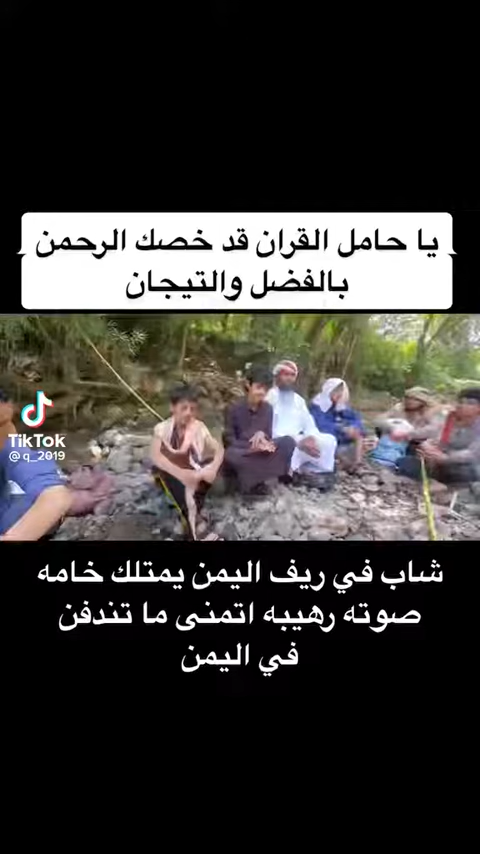 يا حامل القران قد خصك الرحمن
بالفضل والتيجان
TikTok
@q_2019
شاب في ريف اليمن يمتلك خامه
صوته رهيبه اتمنى ما تندفن
في اليمن